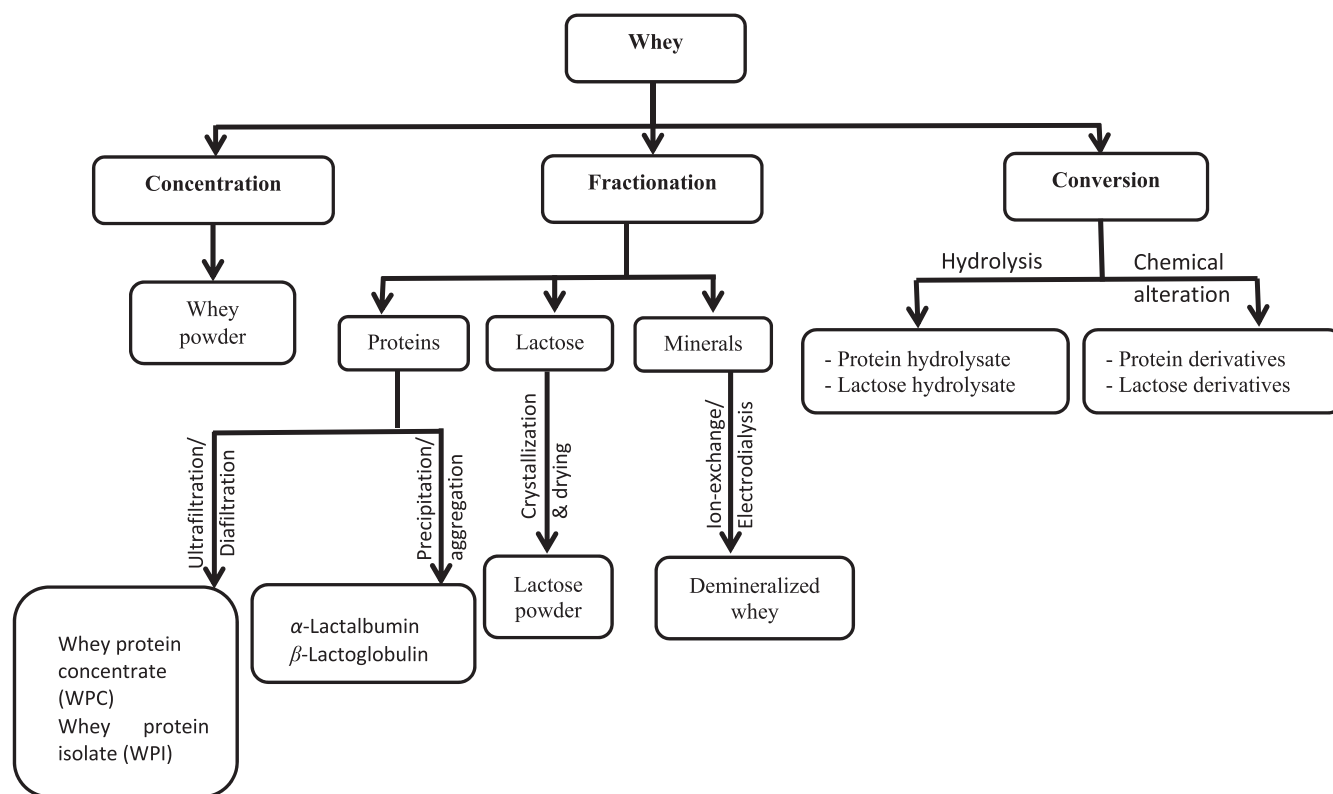 Whey
Concentration
Fractionation
Conversion
Hydrolysis
Chemical
alteration
Whey
powder
Proteins
Lactose
Minerals
- Protein hydrolysate
- Lactose hydrolysate
- Protein derivatives
- Lactose derivatives
Ultrafiltration/
Diafiltration
Precipitation/
aggregation
Crystallization
& drying
Ion-exchange/
Electrodialysis
Whey protein
concentrate
(WPC)
Whey protein
isolate (WPI)
α-Lactalbumin
β-Lactoglobulin
Lactose
powder
Demineralized
whey